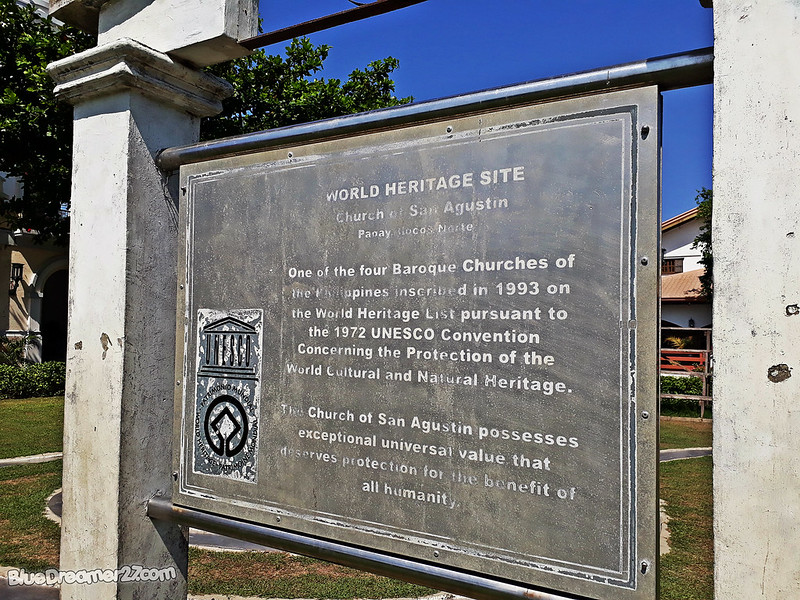 WORLD HERITAGE SITE
Church of San Agustin
Paoay, Ilocos Norte
One of the four Baroque Churches of
the Philippines inscribed in 1993 on
the World Heritage List pursuant to
the 1972 UNESCO Convention
Concerning the Protection of the
World Cultural and Natural Heritage.
The Church of San Agustin possesses
exceptional universal value that
deserves protection for the benefit of
all humanity.
UNESCO
BlueDreamer27.com